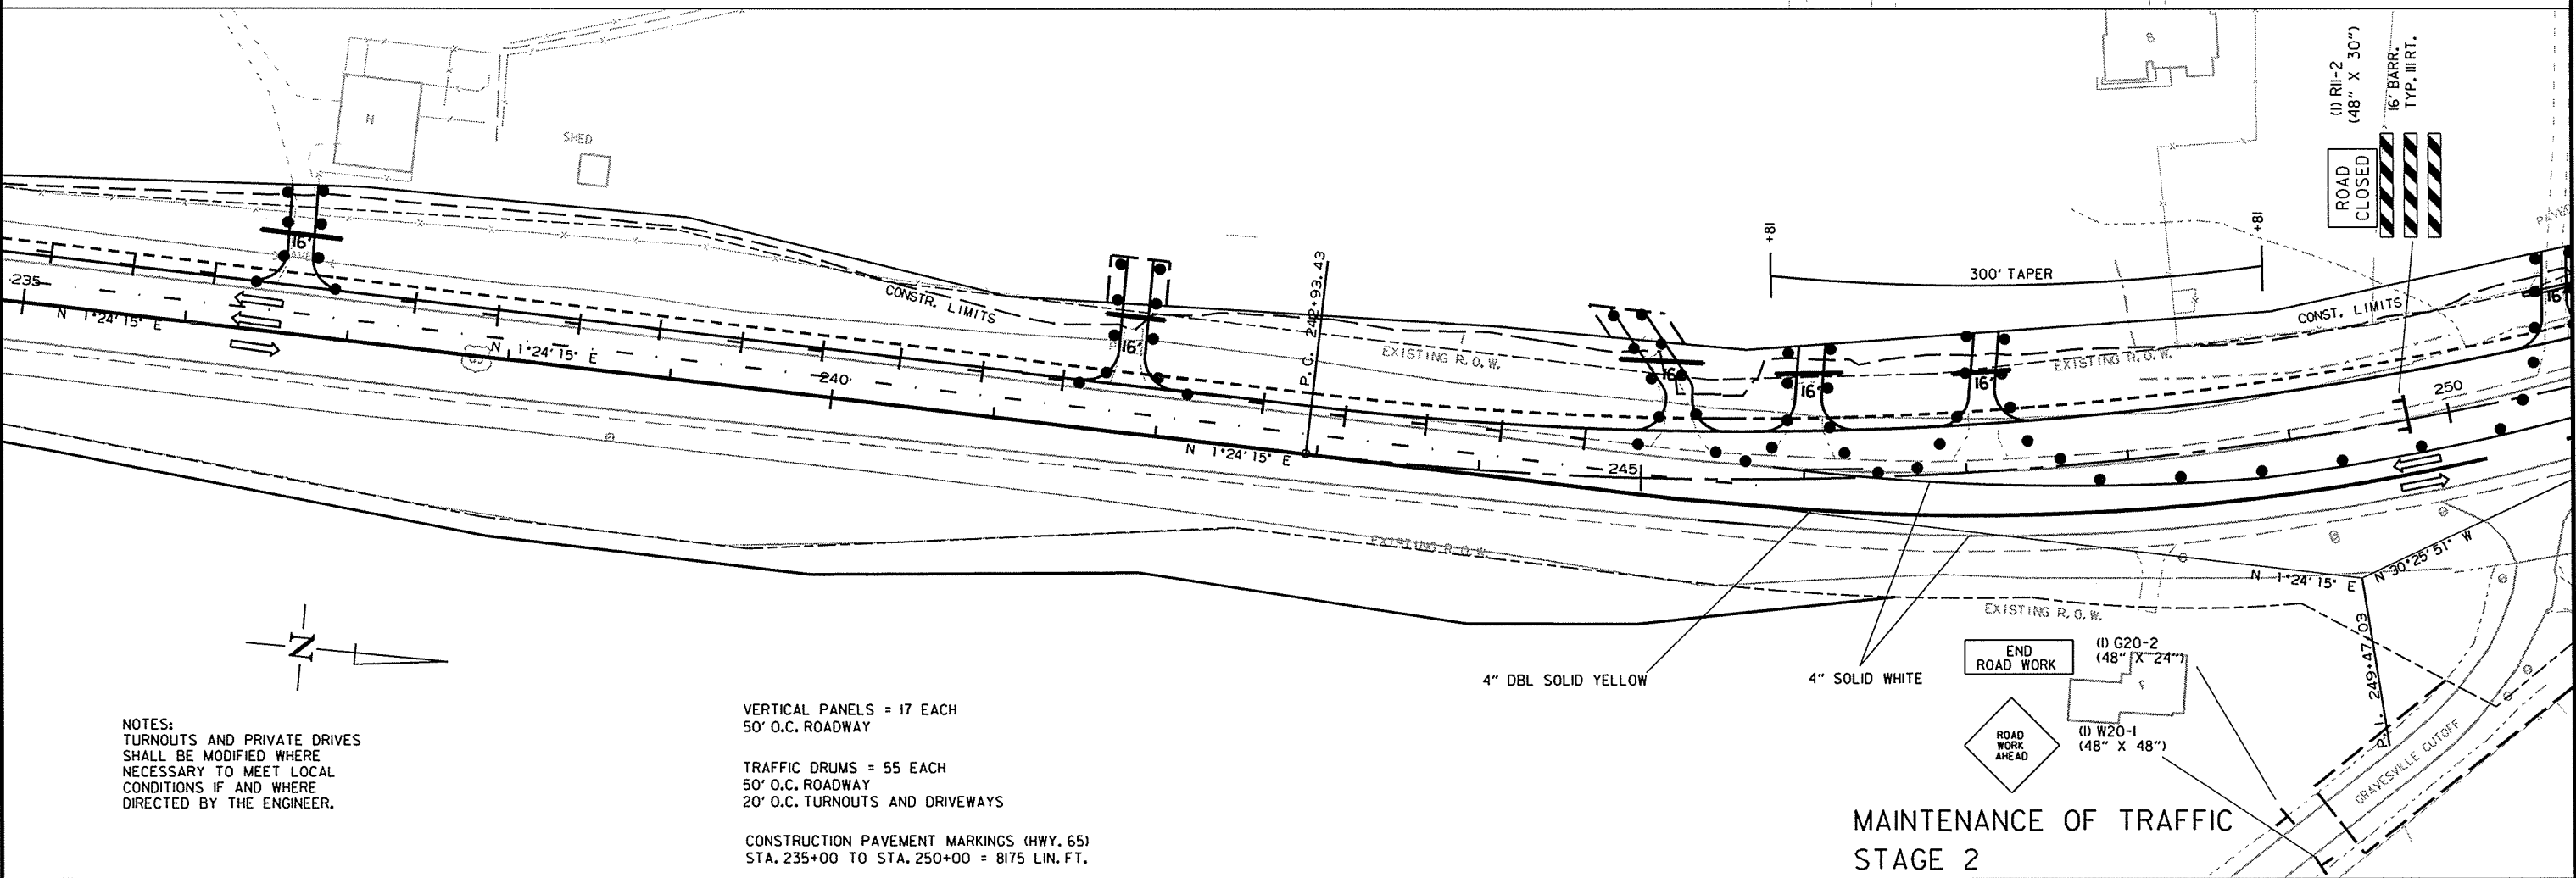 N
SHED
16'
235
N 1°24'15" E
CONSTR. LIMITS
65
N 1°24'15" E
240
16'
P.C. 242+93.43
EXISTING R.O.W.
N 1°24'15" E
245
16'
16'
16'
+81
300' TAPER
+81
S
(1) R11-2
(48" X 30")
16' BARR.
TYP. III RT.
ROAD
CLOSED
CONST. LIMITS
EXISTING R.O.W.
250
16'
EXISTING R.O.W.
N 1°24'15" E
N 30°25'51" W
EXISTING R.O.W.
P.I. 249+47.03
4" DBL SOLID YELLOW
4" SOLID WHITE
END
ROAD WORK
(1) G20-2
(48" X 24")
F
ROAD
WORK
AHEAD
(1) W20-1
(48" X 48")
GRAVESVILLE CUTOFF
N
NOTES:
TURNOUTS AND PRIVATE DRIVES
SHALL BE MODIFIED WHERE
NECESSARY TO MEET LOCAL
CONDITIONS IF AND WHERE
DIRECTED BY THE ENGINEER.
VERTICAL PANELS = 17 EACH
50' O.C. ROADWAY
TRAFFIC DRUMS = 55 EACH
50' O.C. ROADWAY
20' O.C. TURNOUTS AND DRIVEWAYS
CONSTRUCTION PAVEMENT MARKINGS (HWY. 65)
STA. 235+00 TO STA. 250+00 = 8175 LIN. FT.
MAINTENANCE OF TRAFFIC
STAGE 2